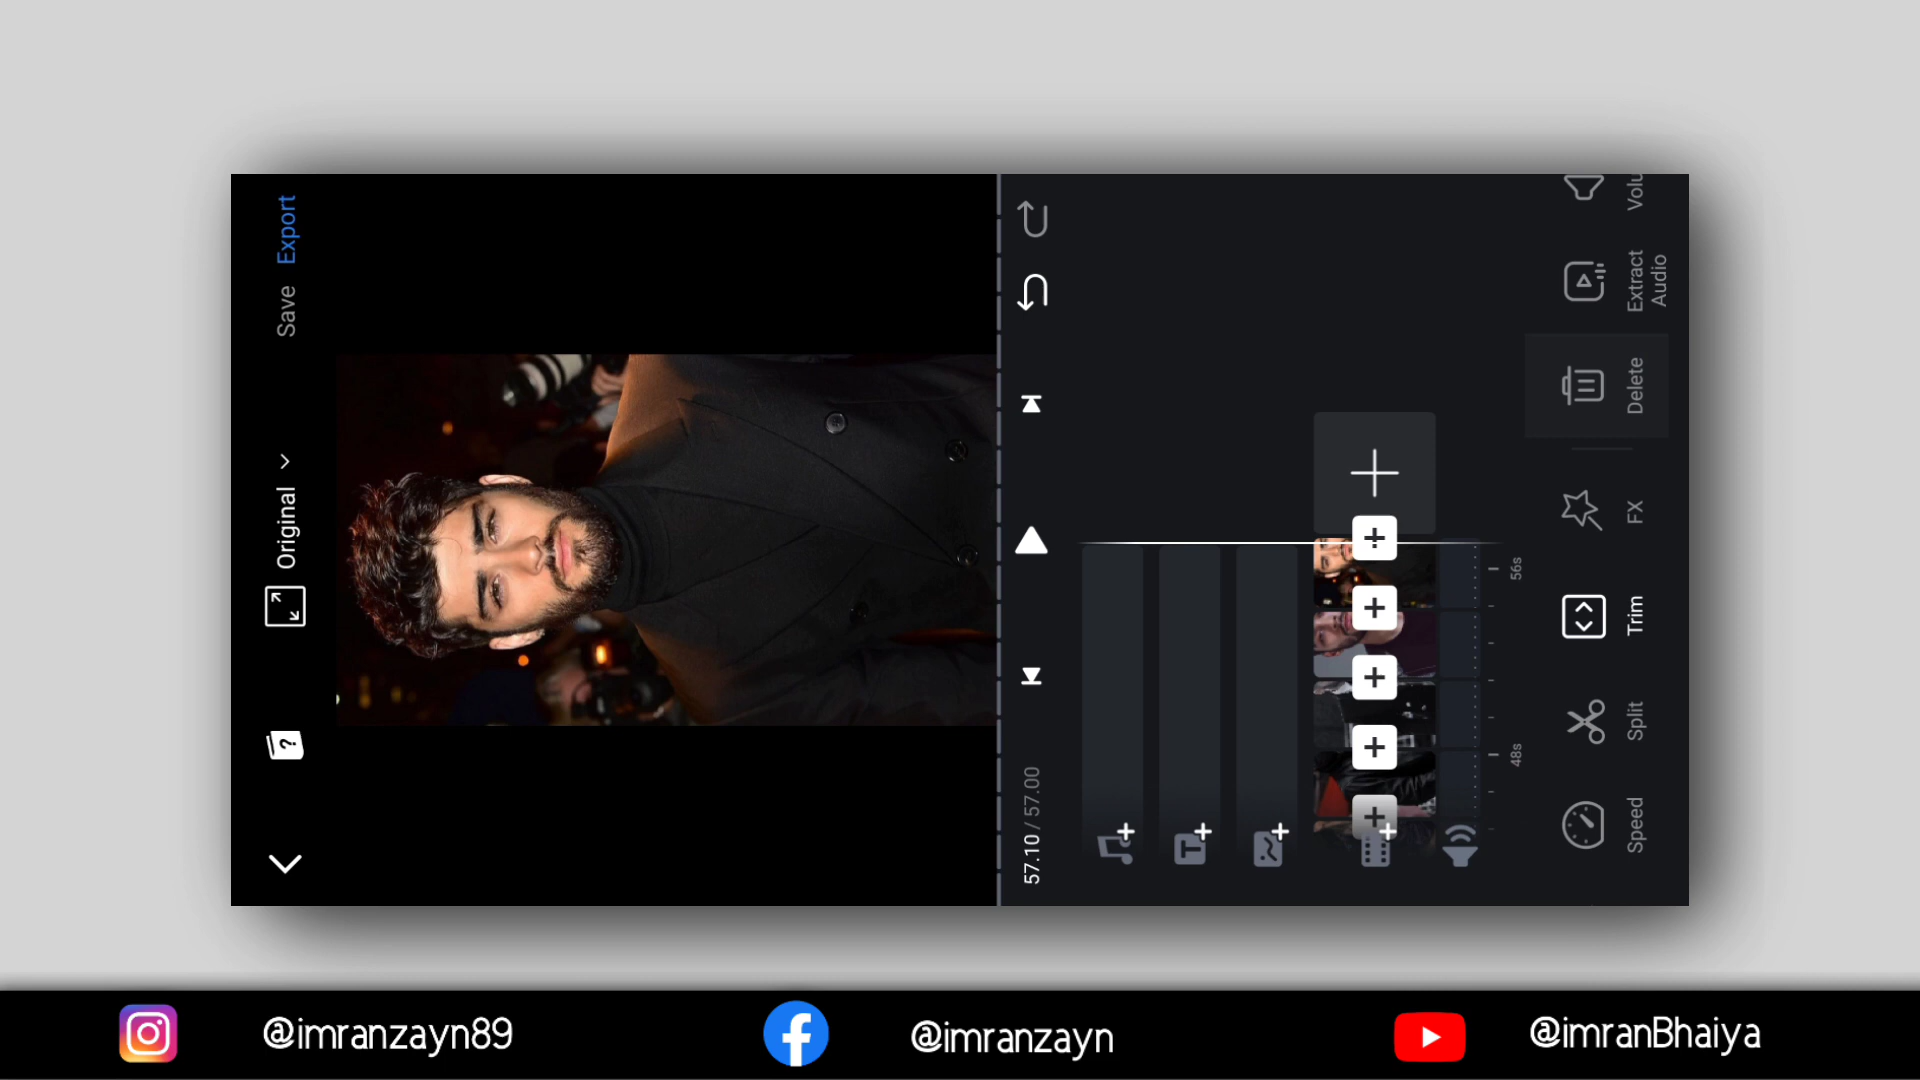 Original
Save
Export
57.10 / 57.00
T
48s
56s
Speed
Split
Trim
FX
Delete
Extract
Audio
Volu
@imranzayn89
@imranzayn
@imranBhaiya